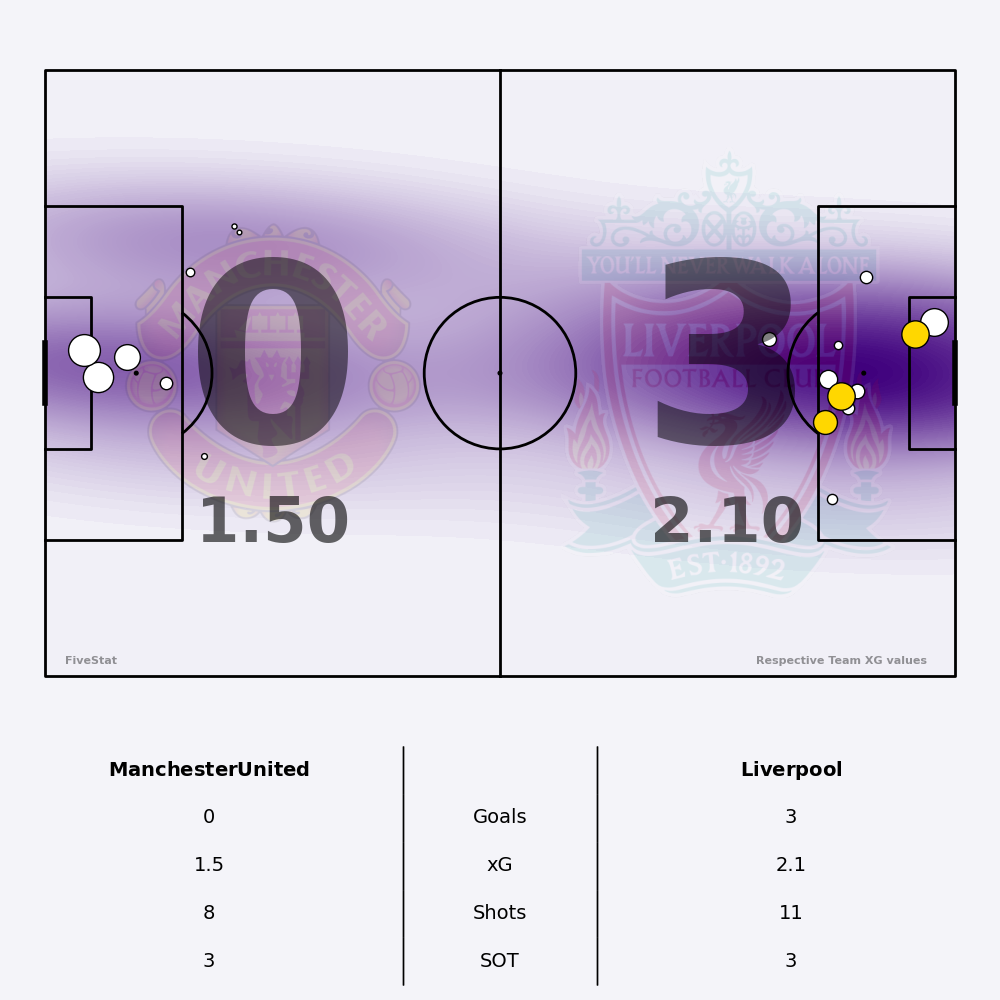 MANCHESTER
UNITED
0
1.50
YOU'LL NEVER WALK ALONE
LIVERPOOL
FOOTBALL CLUB
EST·1892
3
2.10
FiveStat
Respective Team XG values
ManchesterUnited Liverpool
0 Goals 3
1.5 xG 2.1
8 Shots 11
3 SOT 3